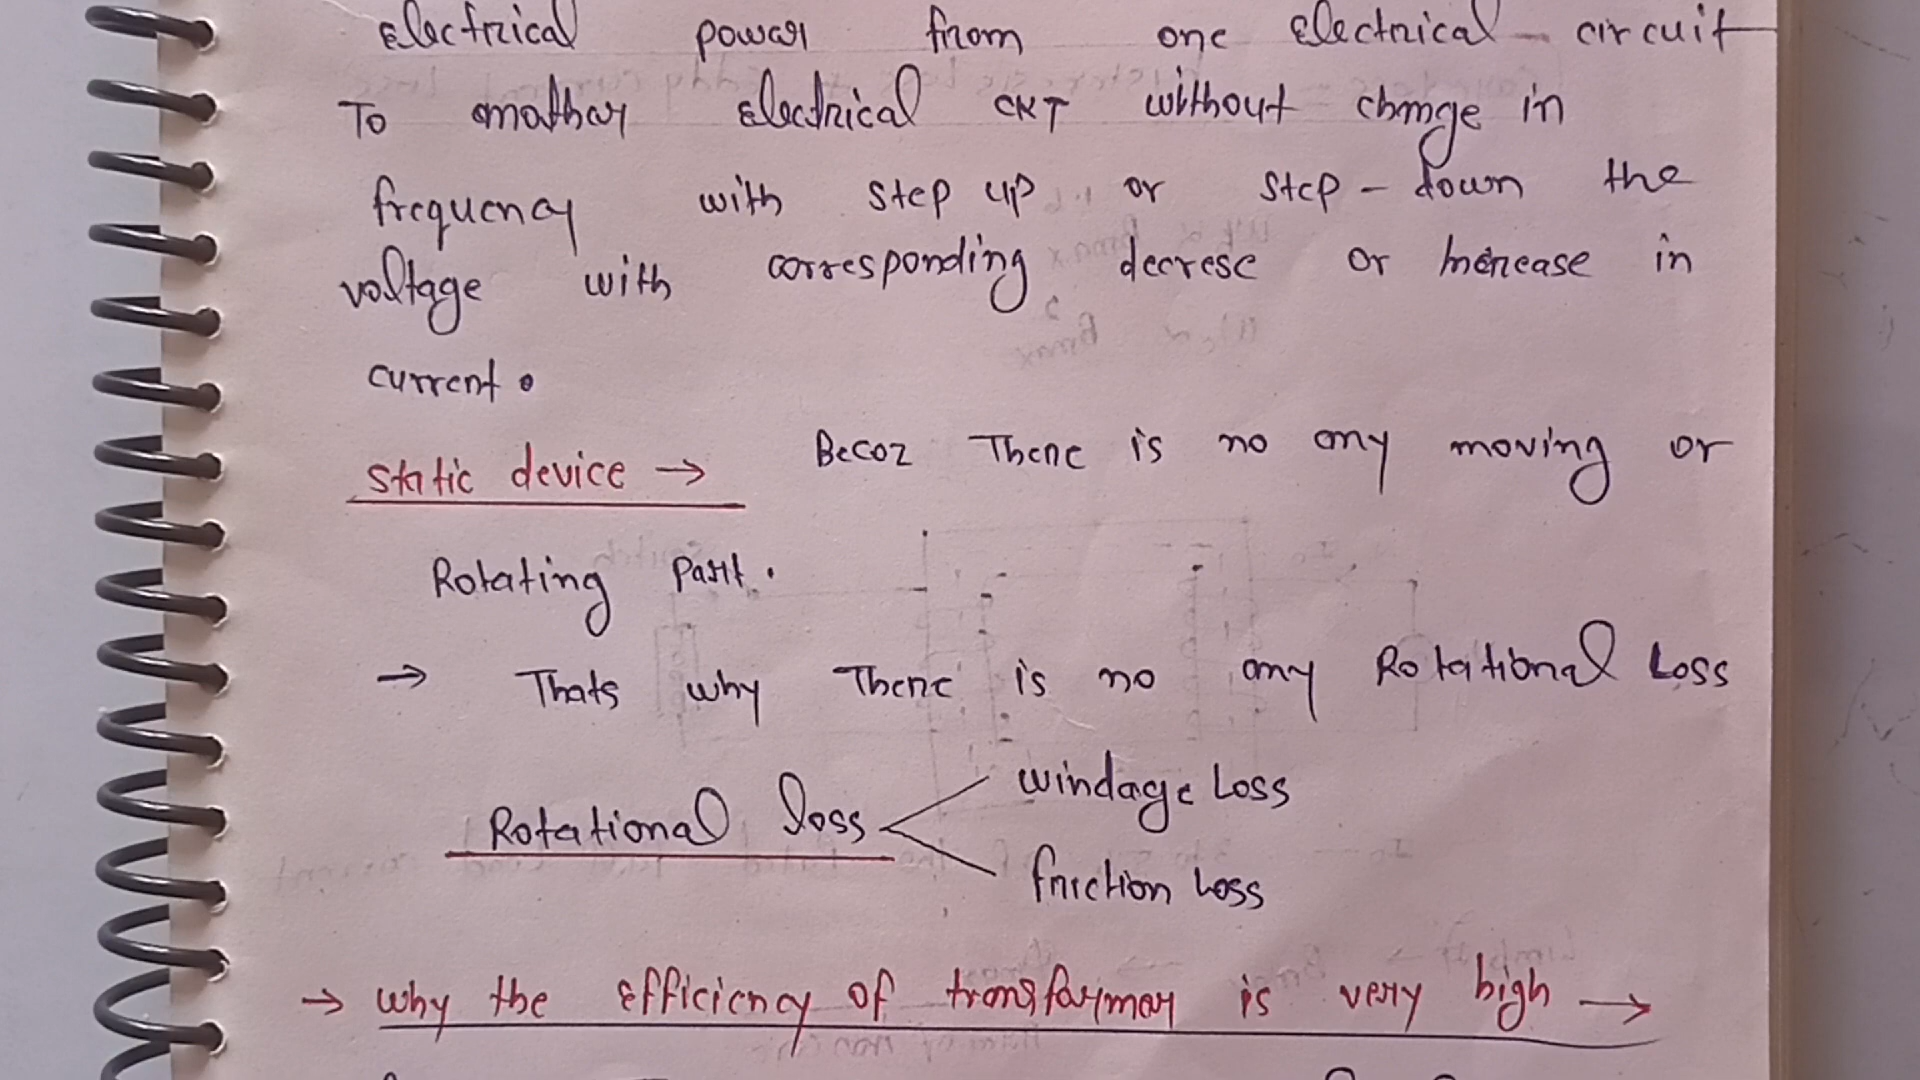 electrical power from one electrical circuit
To another electrical CKT without change in
frequency with step up or step-down the
voltage with corresponding decrese or Increase in
current.
static device → Becoz There is no any moving or
Rotating Part.
→ Thats why There is no any Rotational Loss
Rotational loss
windage Loss
friction Loss
→ why the efficiency of transformer is very high →